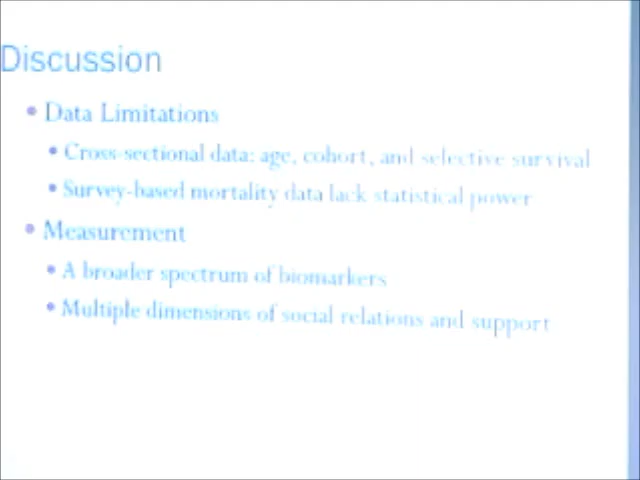 Discussion
• Data Limitations
• Cross-sectional data: age, cohort, and selective survival
• Survey-based mortality data lack statistical power
• Measurement
• A broader spectrum of biomarkers
• Multiple dimensions of social relations and support